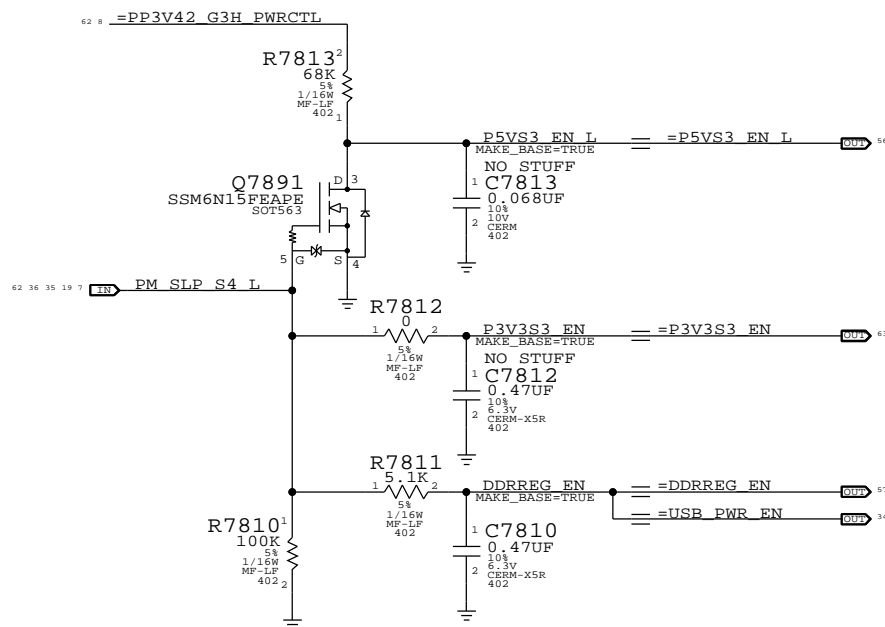 62 8 =PP3V42_G3H_PWRCTL
R7813 2
68K
5%
1/16W
MF-LF
402
1
P5VS3_EN_L =P5VS3_EN_L OUT 56
MAKE_BASE=TRUE
NO STUFF
1 C7813
0.068UF
10%
2 10V
CERM
402
Q7891 D 3
SSM6N15FEAPE
SOT563
5 G S 4
62 36 35 19 7 IN PM_SLP_S4_L
R7812
0
1 2
5%
1/16W
MF-LF
402
P3V3S3_EN =P3V3S3_EN OUT 63
MAKE_BASE=TRUE
NO STUFF
1 C7812
0.47UF
10%
2 6.3V
CERM-X5R
402
R7811
5.1K
1 2
5%
1/16W
MF-LF
402
DDRREG_EN =DDRREG_EN OUT 57
MAKE_BASE=TRUE
=USB_PWR_EN OUT 34
1 C7810
0.47UF
10%
2 6.3V
CERM-X5R
402
R7810 1
100K
5%
1/16W
MF-LF
402 2